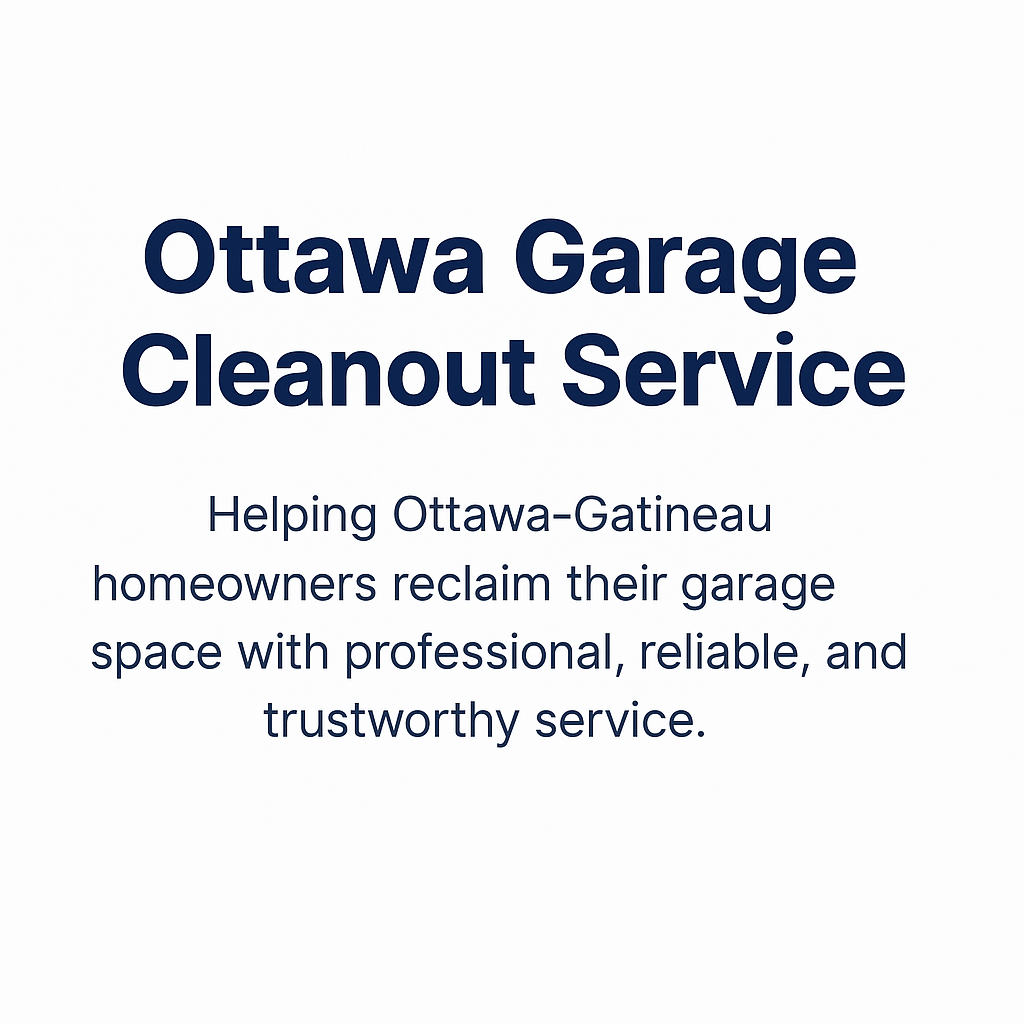 Ottawa Garage
Cleanout Service
Helping Ottawa-Gatineau
homeowners reclaim their garage
space with professional, reliable, and
trustworthy service.